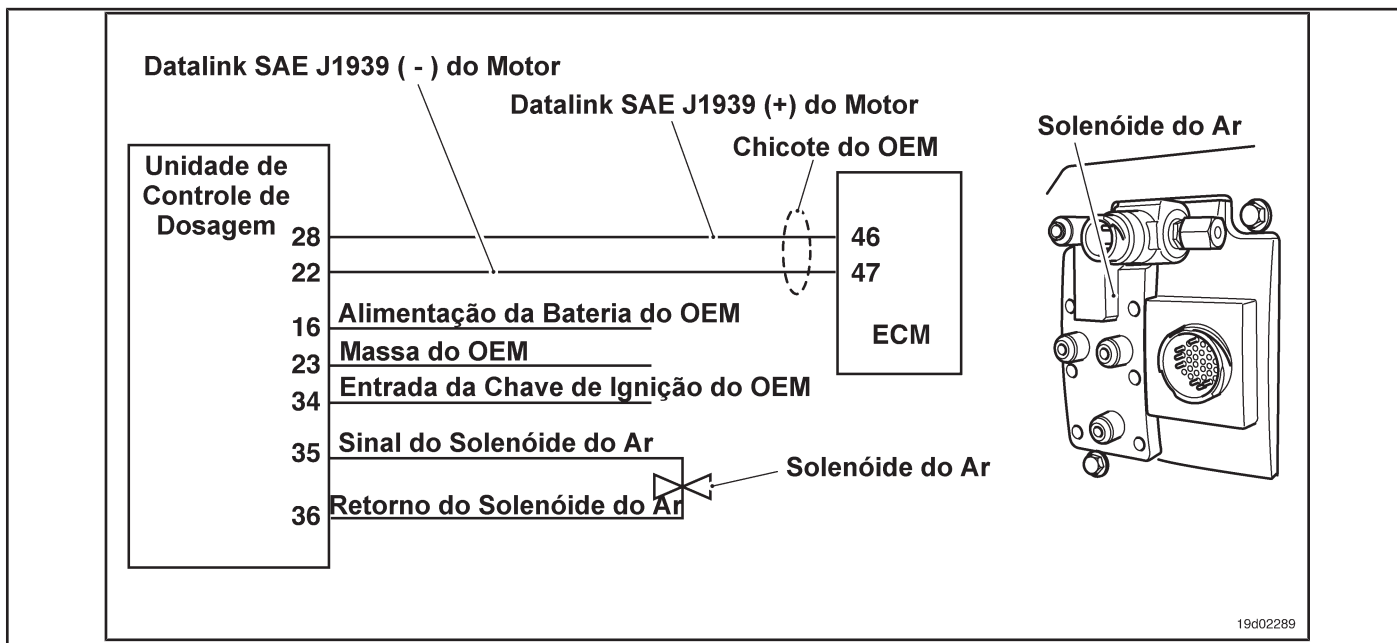 Datalink SAE J1939 ( - ) do Motor
Datalink SAE J1939 (+) do Motor
Chicote do OEM
Solenóide do Ar
Unidade de
Controle de
Dosagem
28
46
22
47
ECM
16
Alimentação da Bateria do OEM
23
Massa do OEM
34
Entrada da Chave de Ignição do OEM
35
Sinal do Solenóide do Ar
Solenóide do Ar
36
Retorno do Solenóide do Ar
19d02289